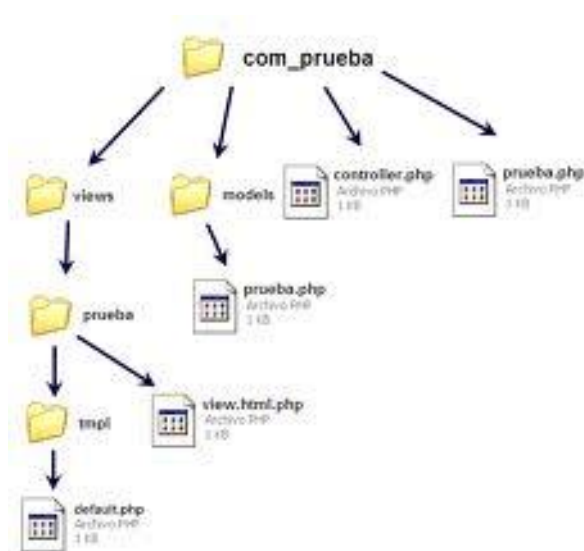 com_prueba
views
models
controller.php
Archivo PHP
1 KB
prueba.php
Archivo PHP
1 KB
prueba
prueba.php
Archivo PHP
1 KB
tmpl
view.html.php
Archivo PHP
1 KB
default.php
Archivo PHP
1 KB